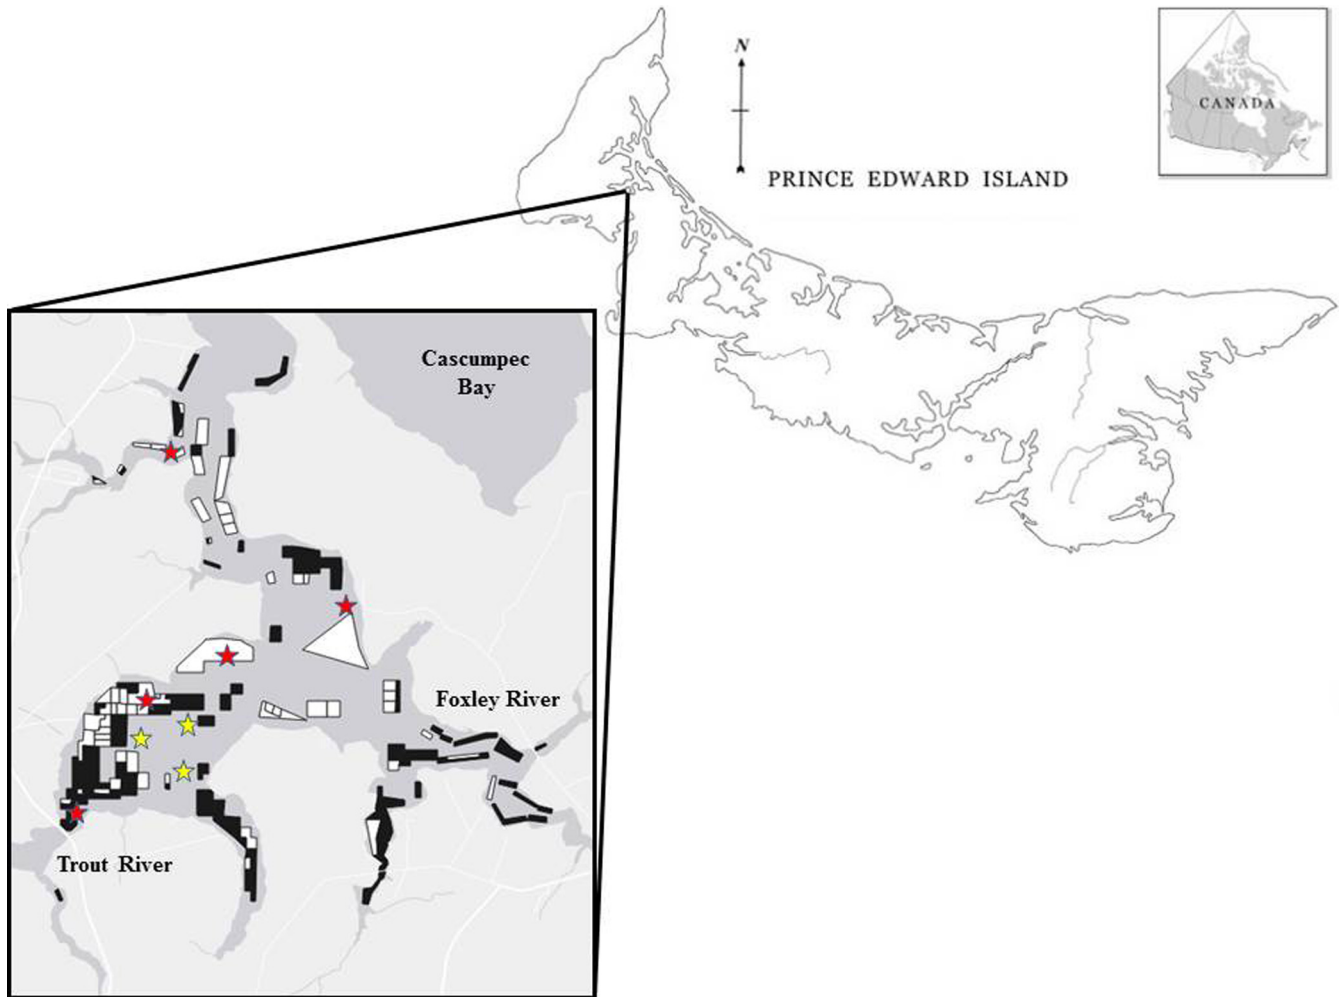 N
CANADA
PRINCE EDWARD ISLAND
Cascumpec
Bay
Foxley River
Trout River